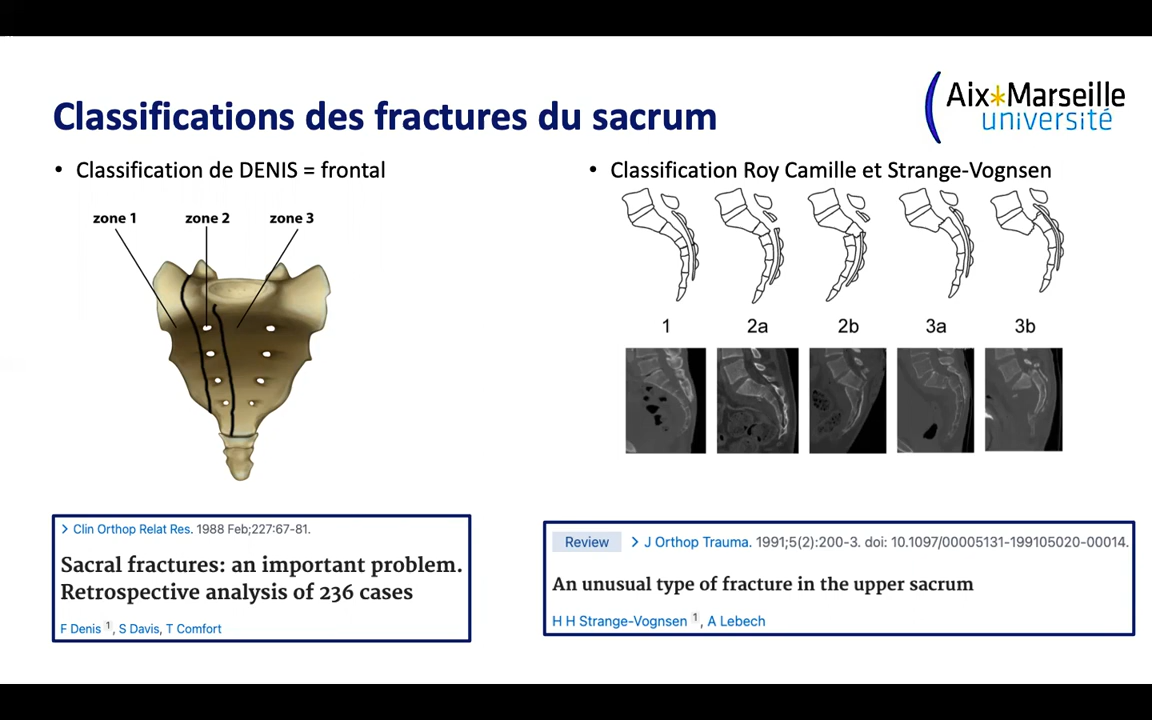 Classifications des fractures du sacrum
Aix*Marseille
université
• Classification de DENIS = frontal
zone 1 zone 2 zone 3
> Clin Orthop Relat Res. 1988 Feb;227:67-81.
Sacral fractures: an important problem.
Retrospective analysis of 236 cases
F Denis 1, S Davis, T Comfort
• Classification Roy Camille et Strange-Vognsen
1 2a 2b 3a 3b
Review > J Orthop Trauma. 1991;5(2):200-3. doi: 10.1097/00005131-199105020-00014.
An unusual type of fracture in the upper sacrum
H H Strange-Vognsen 1, A Lebech